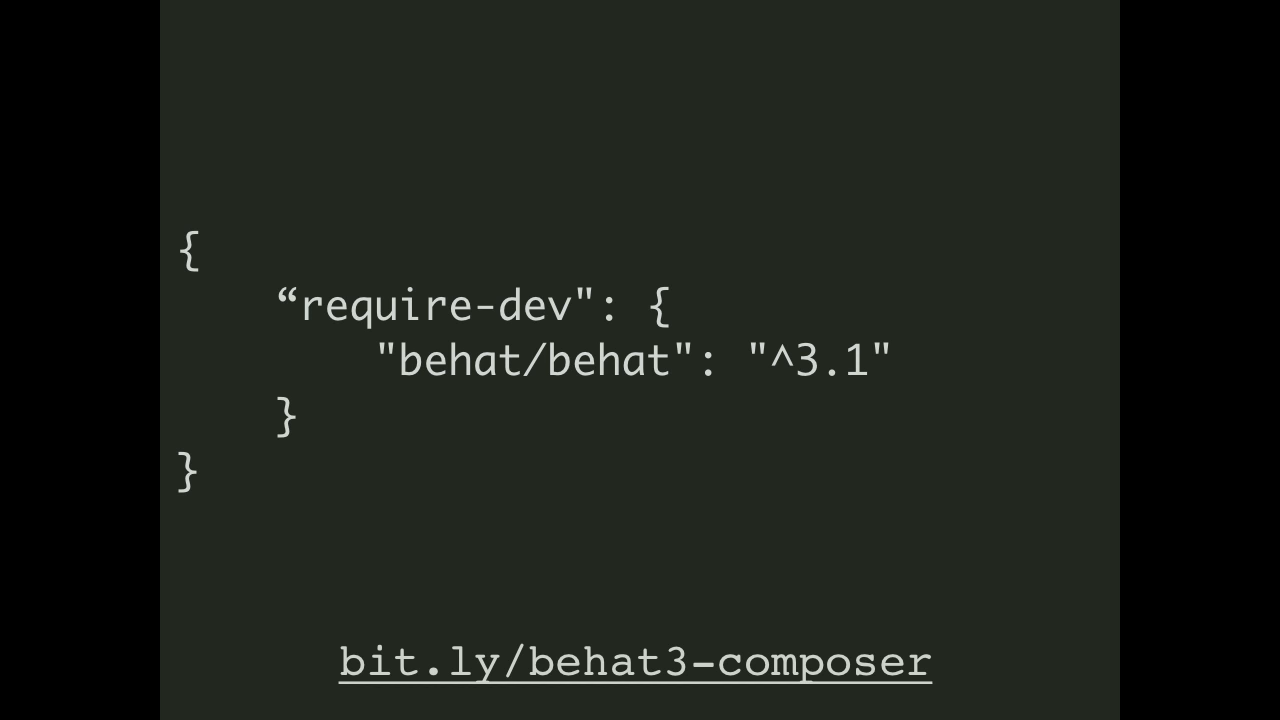 {
“require-dev": {
"behat/behat": "^3.1"
}
}
bit.ly/behat3-composer